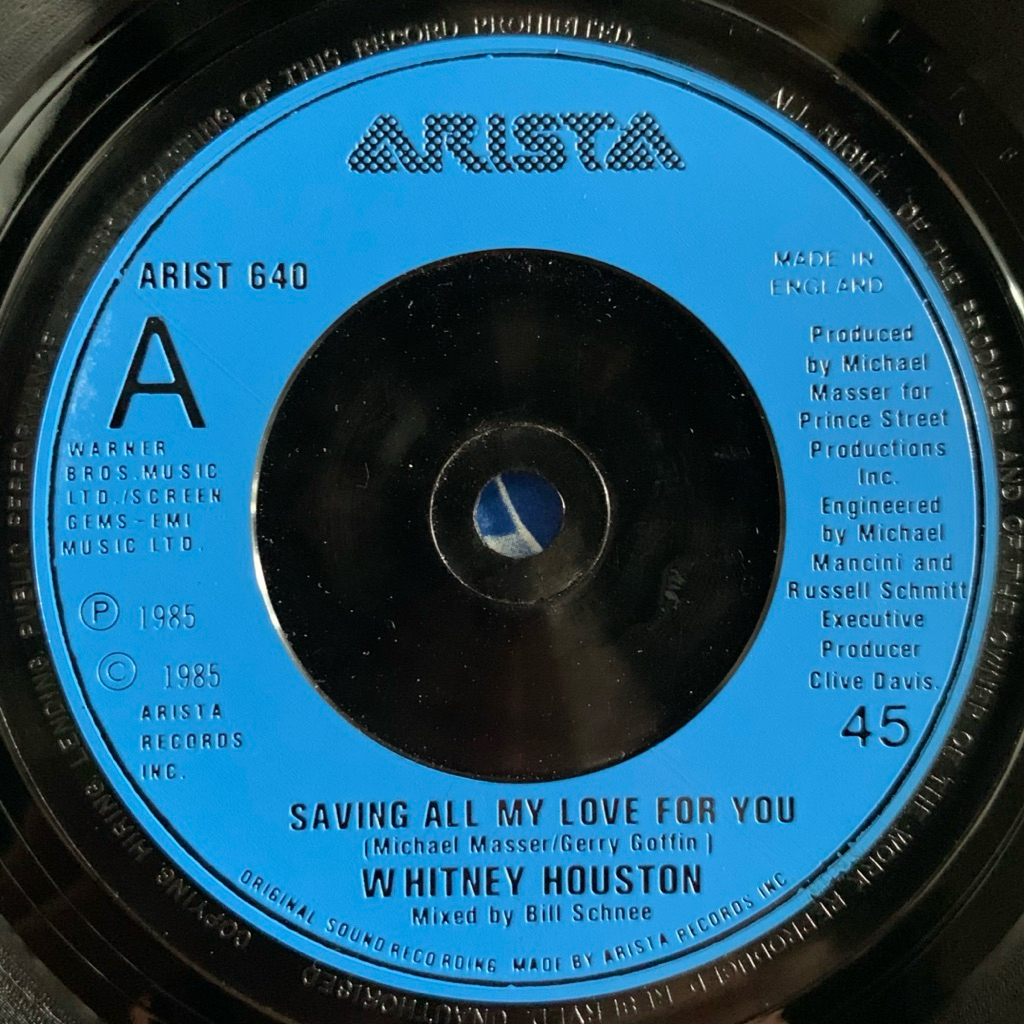 ARISTA
ARIST 640
A
WARNER
BROS. MUSIC
LTD./SCREEN
GEMS-EMI
MUSIC LTD.
Ⓟ 1985
© 1985
ARISTA
RECORDS
INC.
MADE IN
ENGLAND
Produced
by Michael
Masser for
Prince Street
Productions
Inc.
Engineered
by Michael
Mancini and
Russell Schmitt
Executive
Producer
Clive Davis.
45
SAVING ALL MY LOVE FOR YOU
(Michael Masser/Gerry Goffin)
WHITNEY HOUSTON
Mixed by Bill Schnee
ORIGINAL SOUND RECORDING MADE BY ARISTA RECORDS INC
ALL RIGHT OF THE PRODUCER AND OF THE OWNER OF THE WORK REPRODUCED RESERVED. UNAUTHORISED COPYING, HIRING, LENDING, PUBLIC PERFORMANCE OF THIS RECORD PROHIBITED.